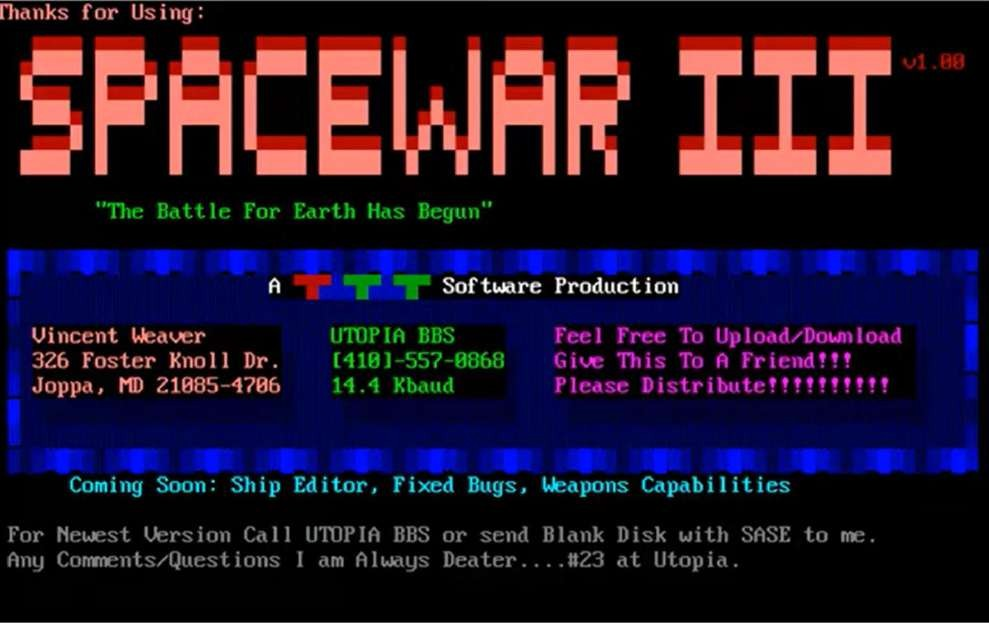 Thanks for Using:
SPACEWAR III v1.00
"The Battle For Earth Has Begun"
A TTT Software Production
Vincent Weaver
326 Foster Knoll Dr.
Joppa, MD 21085-4706
UTOPIA BBS
[410]-557-0868
14.4 Kbaud
Feel Free To Upload/Download
Give This To A Friend!!!
Please Distribute!!!!!!!!!!
Coming Soon: Ship Editor, Fixed Bugs, Weapons Capabilities
For Newest Version Call UTOPIA BBS or send Blank Disk with SASE to me.
Any Comments/Questions I am Always Deater....#23 at Utopia.